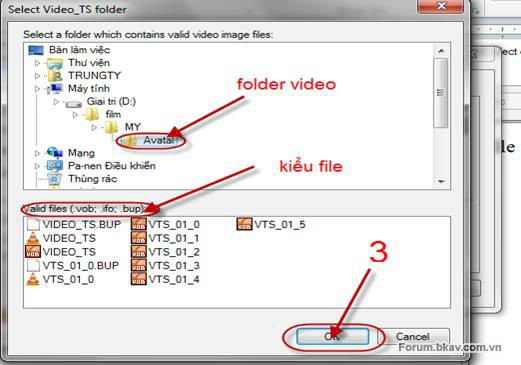 Select Video_TS folder
Select a folder which contains valid video image files:
Bàn làm việc
Thư viện
TRUNGTY
Máy tính
Giai trí (D:)
film
MY
Avatar
Mạng
Pa-nen Điều khiển
Thùng rác
folder video
kiểu file
Valid files (.vob; .ifo; .bup):
VIDEO_TS.BUP
VIDEO_TS
VIDEO_TS
VTS_01_0.BUP
VTS_01_0
VTS_01_0
VTS_01_1
VTS_01_2
VTS_01_3
VTS_01_4
VTS_01_5
3
OK
Cancel
Forum.bkav.com.vn